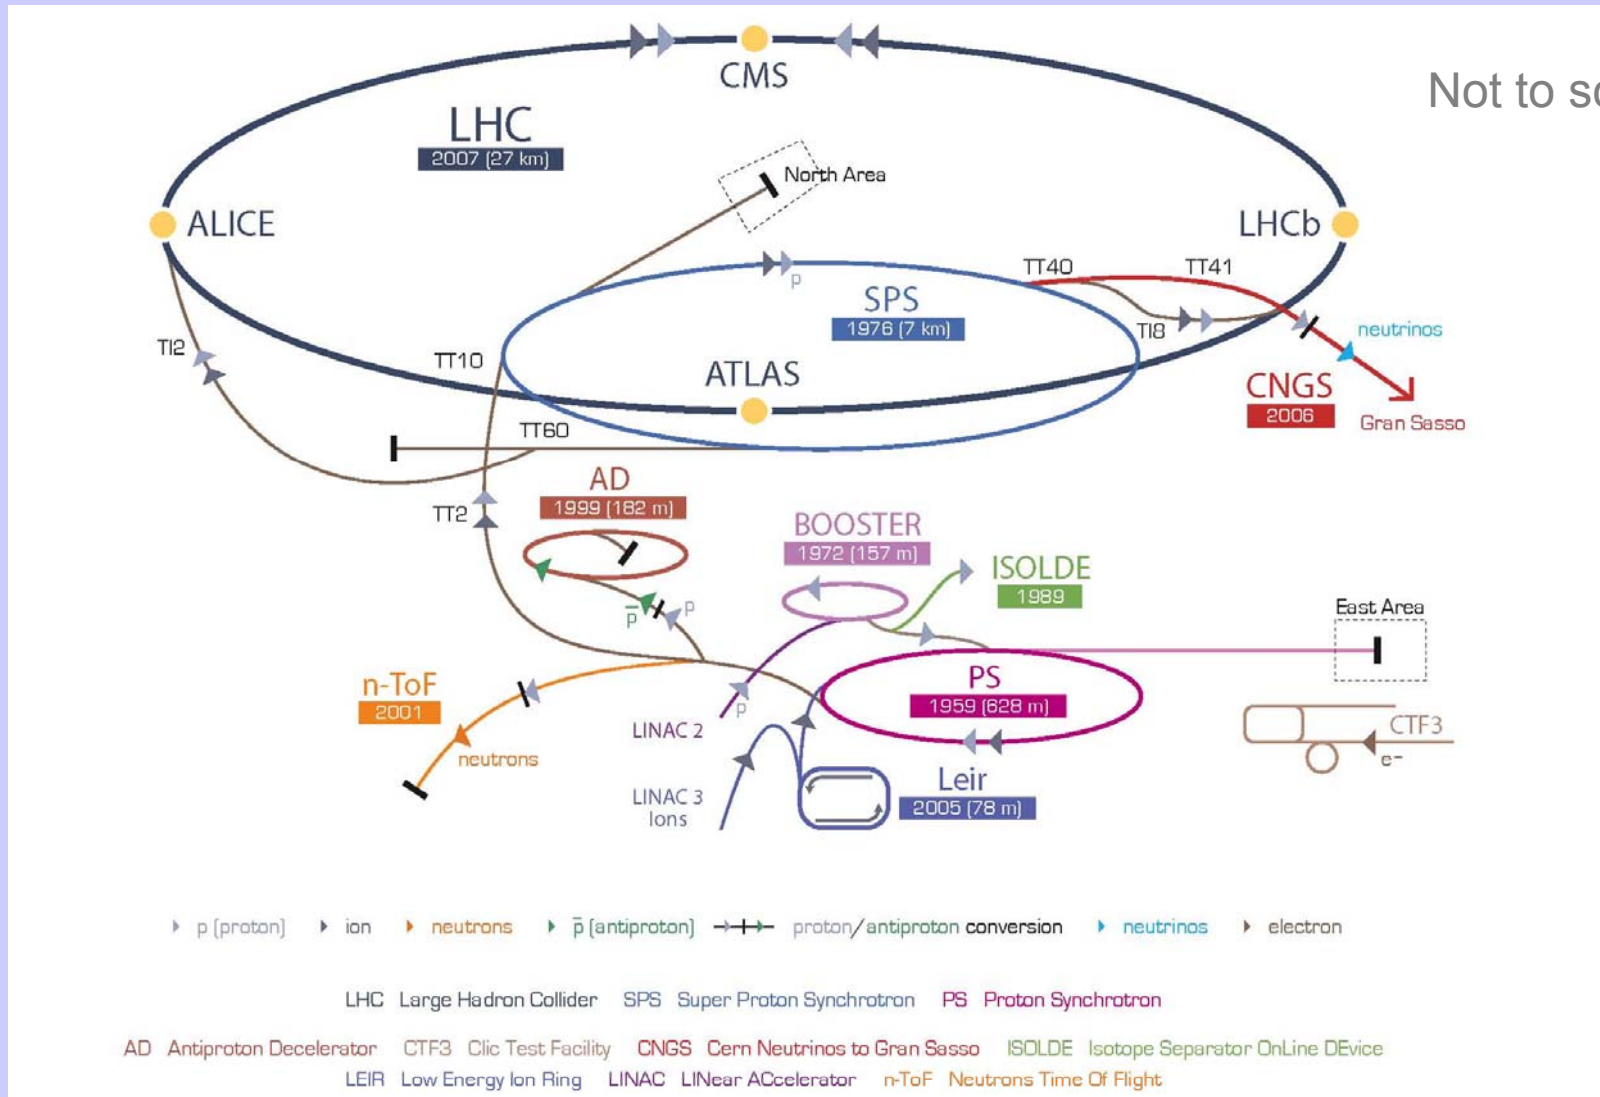 CMS
Not to sc
LHC
2007 (27 km)
North Area
ALICE
LHCb
TT40
TT41
p
SPS
1976 (7 km)
TI8
neutrinos
TI2
TT10
ATLAS
CNGS
2006
Gran Sasso
TT60
AD
1999 (182 m)
TT2
BOOSTER
1972 (157 m)
ISOLDE
1989
East Area
p̅
p
n-ToF
2001
PS
1959 (628 m)
p
LINAC 2
CTF3
e-
neutrons
Leir
2005 (78 m)
LINAC 3
Ions
p (proton) ion neutrons p̅ (antiproton) proton/antiproton conversion neutrinos electron
LHC Large Hadron Collider SPS Super Proton Synchrotron PS Proton Synchrotron
AD Antiproton Decelerator CTF3 Clic Test Facility CNGS Cern Neutrinos to Gran Sasso ISOLDE Isotope Separator OnLine DEvice
LEIR Low Energy Ion Ring LINAC LINear ACcelerator n-ToF Neutrons Time Of Flight